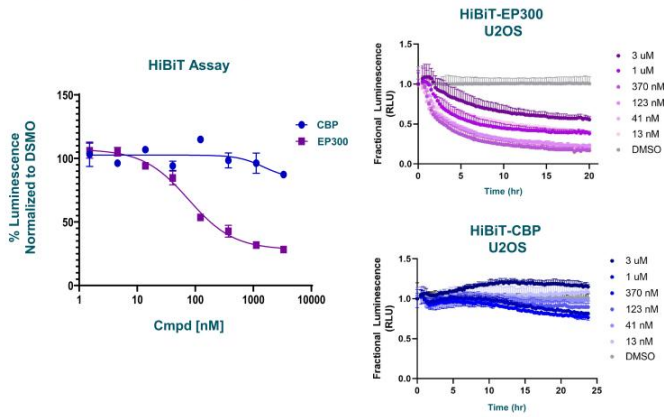 HiBiT Assay
% Luminescence
Normalized to DSMO
150
100
50
0
1
10
100
1000
10000
Cmpd [nM]
CBP
EP300
HiBiT-EP300
U2OS
Fractional Luminescence
(RLU)
1.5
1.0
0.5
0.0
0
5
10
15
20
Time (hr)
3 uM
1 uM
370 nM
123 nM
41 nM
13 nM
DMSO
HiBiT-CBP
U2OS
Fractional Luminescence
(RLU)
1.5
1.0
0.5
0.0
0
5
10
15
20
25
Time (hr)
3 uM
1 uM
370 nM
123 nM
41 nM
13 nM
DMSO